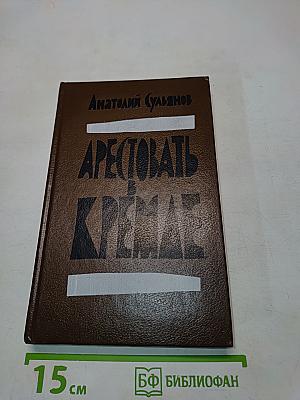 Анатолий Сульянов
АРЕСТОВАТЬ
В
КРЕМЛЕ
15 см
БФ БИБЛИОФАН